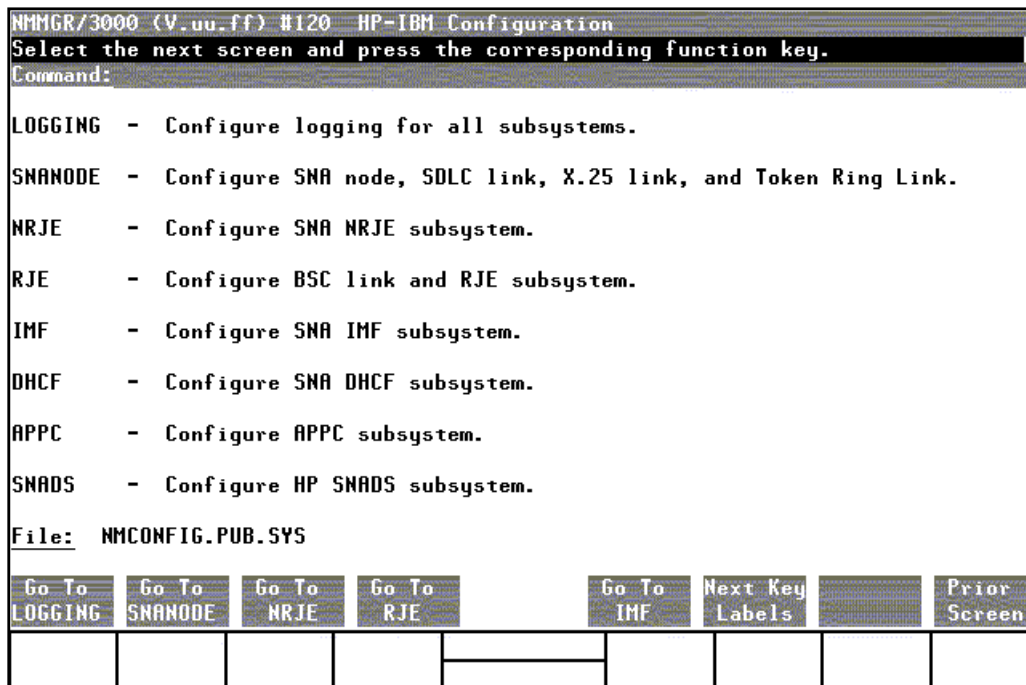 NMMGR/3000 (V.uu.ff) #120  HP-IBM Configuration
Select the next screen and press the corresponding function key.
Command:
LOGGING  -  Configure logging for all subsystems.
SNANODE  -  Configure SNA node, SDLC link, X.25 link, and Token Ring Link.
NRJE     -  Configure SNA NRJE subsystem.
RJE      -  Configure BSC link and RJE subsystem.
IMF      -  Configure SNA IMF subsystem.
DHCF     -  Configure SNA DHCF subsystem.
APPC     -  Configure APPC subsystem.
SNADS    -  Configure HP SNADS subsystem.
File:  NMCONFIG.PUB.SYS
Go To  Go To  Go To  Go To  Go To  Next Key  Prior
LOGGING  SNANODE  NRJE  RJE  IMF  Labels  Screen